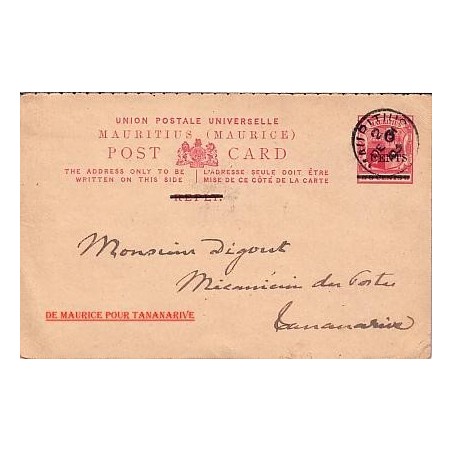 UNION POSTALE UNIVERSELLE
MAURITIUS (MAURICE)
POST CARD
THE ADDRESS ONLY TO BE WRITTEN ON THIS SIDE
L'ADRESSE SEULE DOIT ÊTRE MISE DE CE CÔTÉ DE LA CARTE
REPLY.
MAURITIUS
CENTS
Monsieur Digout
Mécanicien des Postes
Tananarive
DE MAURICE POUR TANANARIVE